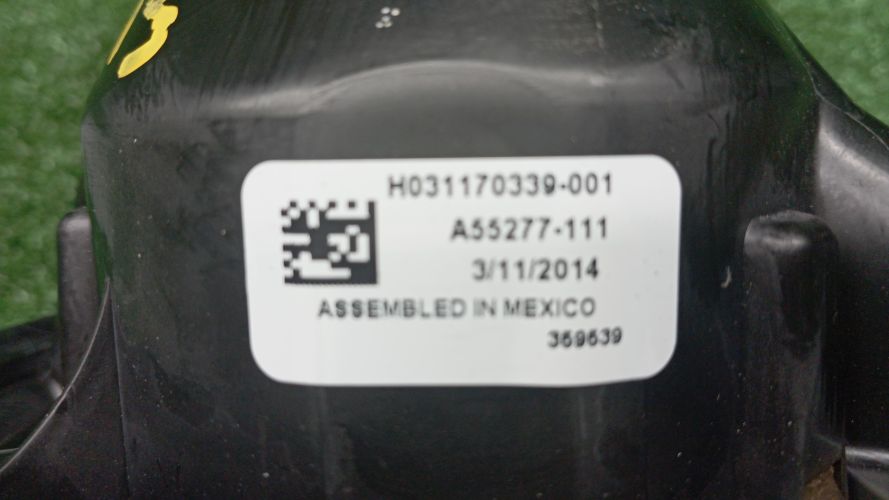 H031170339-001
A55277-111
3/11/2014
ASSEMBLED IN MEXICO
369639